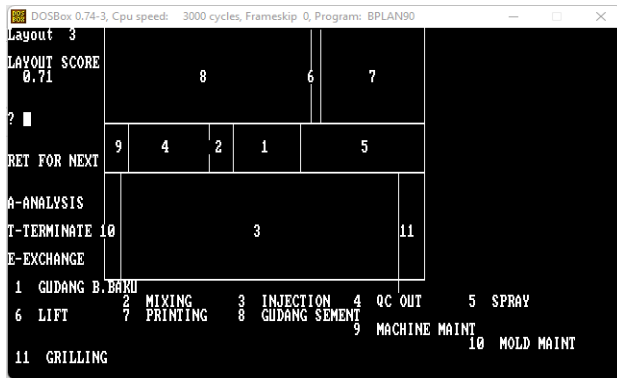 DOSBox 0.74-3, Cpu speed: 3000 cycles, Frameskip 0, Program: BPLAN90
Layout 3
LAYOUT SCORE
0.71
8 6 7
?
9 4 2 1 5
RET FOR NEXT
A-ANALYSIS
T-TERMINATE 10 3 11
E-EXCHANGE
1 GUDANG B.BAKU
2 MIXING 3 INJECTION 4 QC OUT 5 SPRAY
6 LIFT 7 PRINTING 8 GUDANG SEMENT
9 MACHINE MAINT
10 MOLD MAINT
11 GRILLING